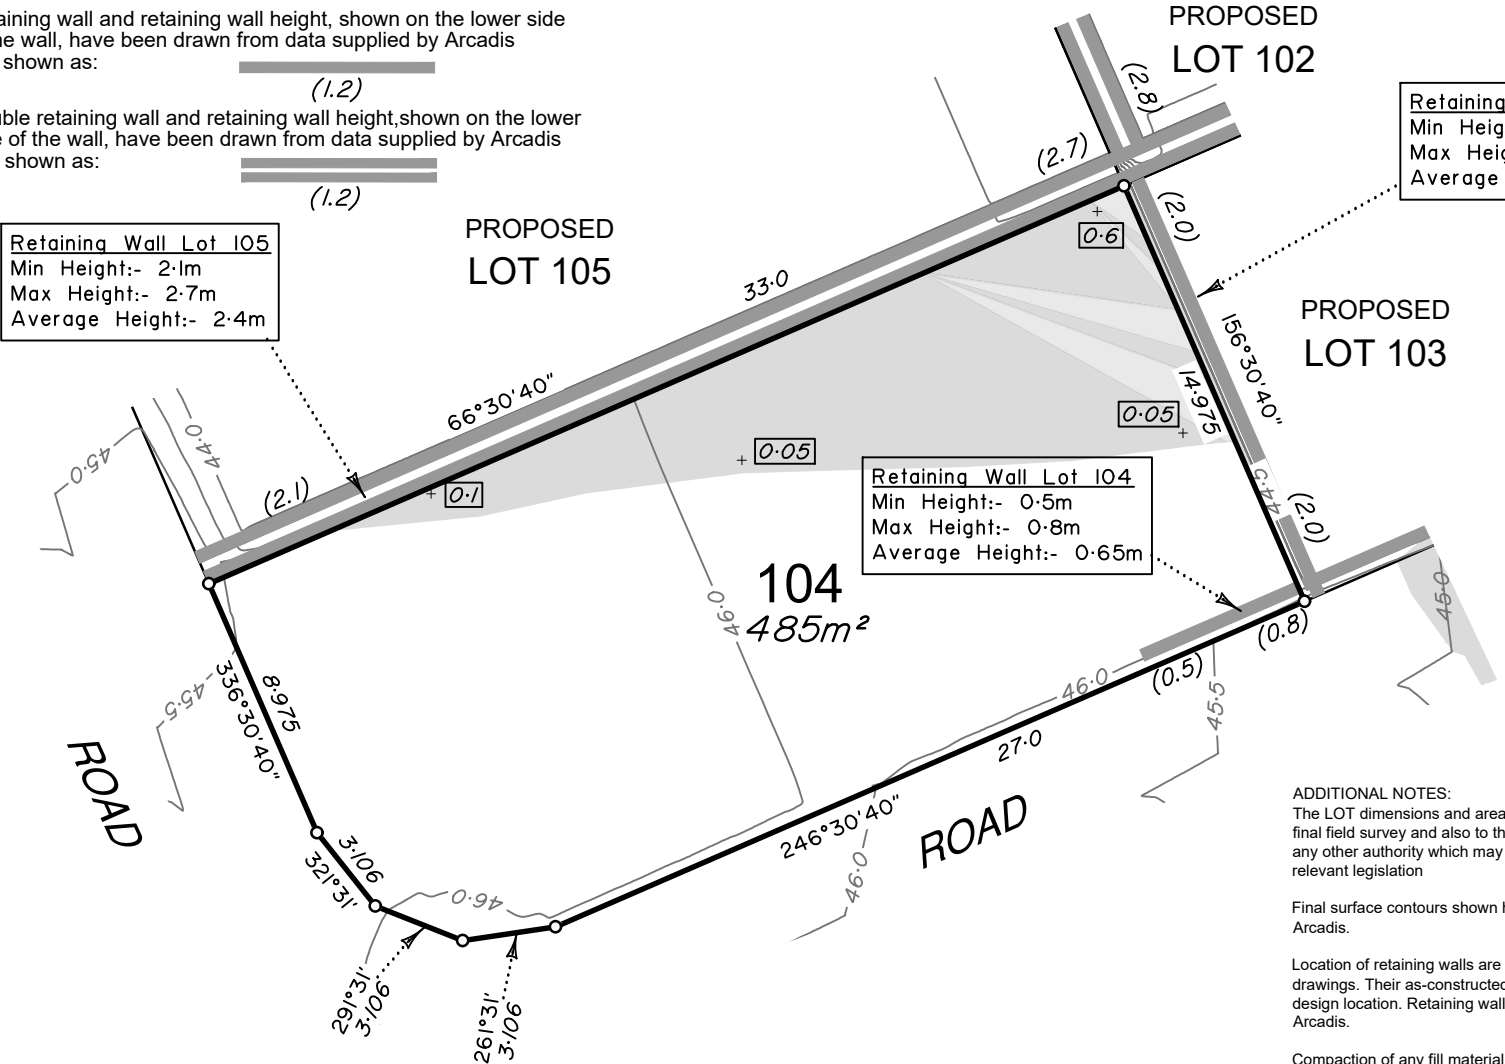 aining wall and retaining wall height, shown on the lower side
he wall, have been drawn from data supplied by Arcadis
shown as:
(1.2)
uble retaining wall and retaining wall height,shown on the lower
e of the wall, have been drawn from data supplied by Arcadis
shown as:
(1.2)
PROPOSED
LOT 102
(2.8)
Retaining
Min Heig
Max Heig
Average
(2.7)
(2.0)
0·6
PROPOSED
LOT 105
Retaining Wall Lot 105
Min Height:- 2·1m
Max Height:- 2·7m
Average Height:- 2·4m
33·0
66°30'40"
PROPOSED
LOT 103
156°30'40"
14·975
0·05
0·05
0·1
(2.1)
44·0
45·0
44·5
(2.0)
Retaining Wall Lot 104
Min Height:- 0·5m
Max Height:- 0·8m
Average Height:- 0·65m
104
485m²
46·0
45·0
(0.8)
(0.5)
46·0
45·5
45·5
8·975
336°30'40"
ROAD
27·0
246°30'40"
ROAD
46·0
3·106
321°31'
46·0
291°31'
3·106
261°31'
3·106
ADDITIONAL NOTES:
The LOT dimensions and area
final field survey and also to th
any other authority which may
relevant legislation
Final surface contours shown h
Arcadis.
Location of retaining walls are
drawings. Their as-constructed
design location. Retaining wall
Arcadis.
Compaction of any fill material